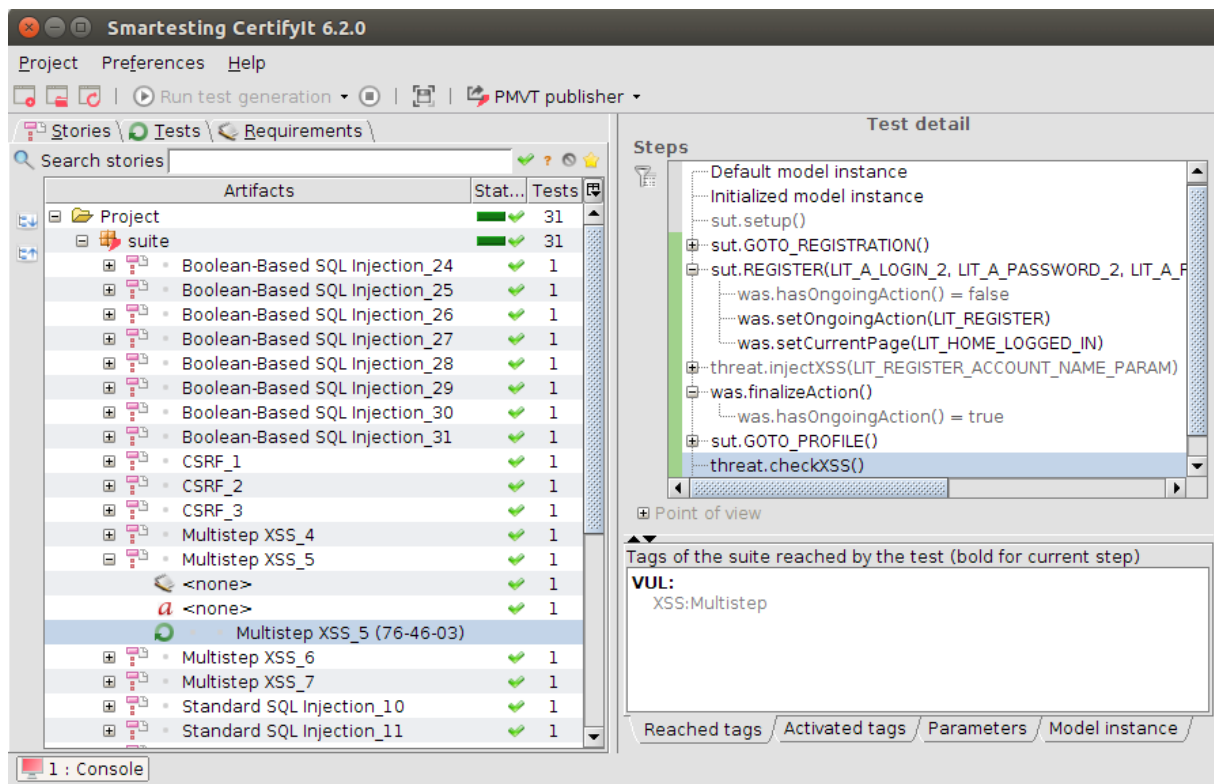 Smartesting CertifyIt 6.2.0
Project Preferences Help
Run test generation PMVT publisher
Stories Tests Requirements
Search stories
Artifacts Stat... Tests
Project 31
suite 31
Boolean-Based SQL Injection_24 1
Boolean-Based SQL Injection_25 1
Boolean-Based SQL Injection_26 1
Boolean-Based SQL Injection_27 1
Boolean-Based SQL Injection_28 1
Boolean-Based SQL Injection_29 1
Boolean-Based SQL Injection_30 1
Boolean-Based SQL Injection_31 1
CSRF_1 1
CSRF_2 1
CSRF_3 1
Multistep XSS_4 1
Multistep XSS_5 1
<none> 1
a <none> 1
Multistep XSS_5 (76-46-03)
Multistep XSS_6 1
Multistep XSS_7 1
Standard SQL Injection_10 1
Standard SQL Injection_11 1
1 : Console
Test detail
Steps
Default model instance
Initialized model instance
sut.setup()
sut.GOTO_REGISTRATION()
sut.REGISTER(LIT_A_LOGIN_2, LIT_A_PASSWORD_2, LIT_A_F
was.hasOngoingAction() = false
was.setOngoingAction(LIT_REGISTER)
was.setCurrentPage(LIT_HOME_LOGGED_IN)
threat.injectXSS(LIT_REGISTER_ACCOUNT_NAME_PARAM)
was.finalizeAction()
was.hasOngoingAction() = true
sut.GOTO_PROFILE()
threat.checkXSS()
Point of view
Tags of the suite reached by the test (bold for current step)
VUL:
XSS:Multistep
Reached tags Activated tags Parameters Model instance